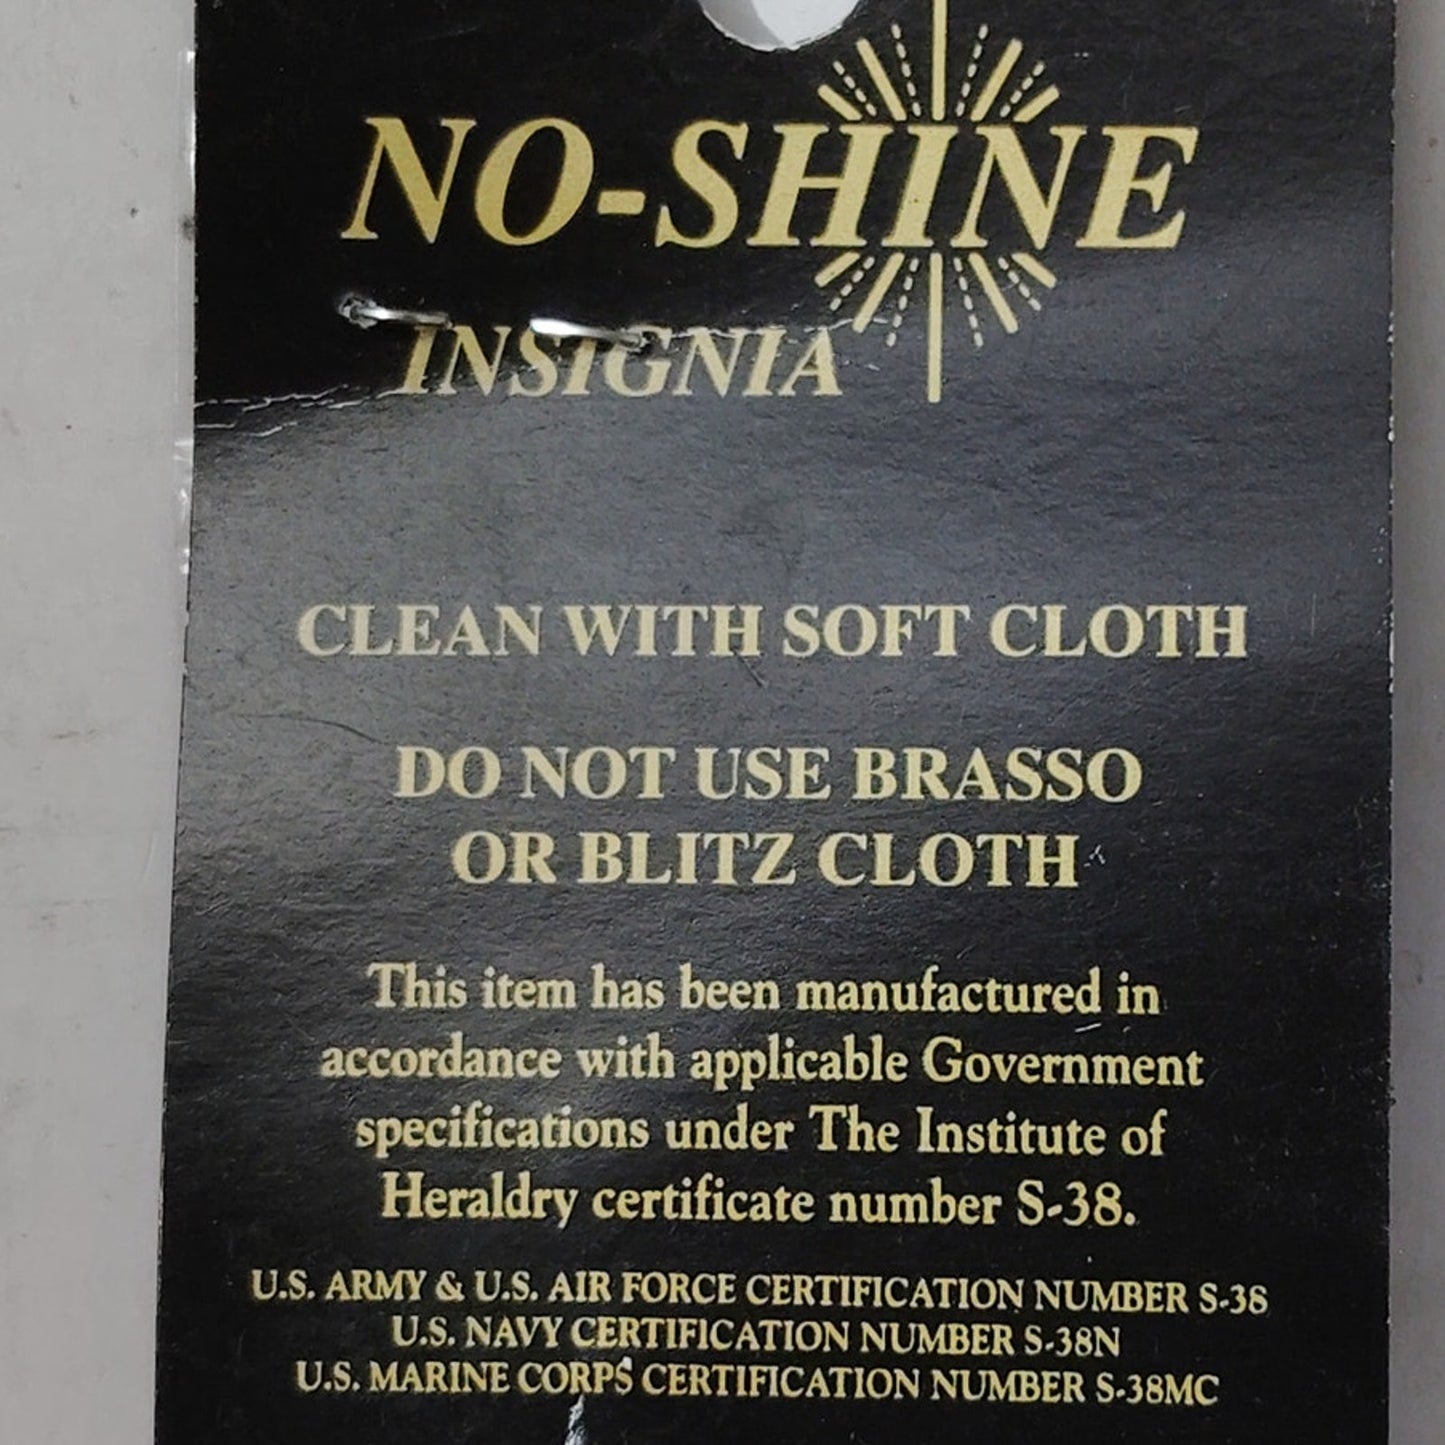 NO-SHINE
INSIGNIA
CLEAN WITH SOFT CLOTH
DO NOT USE BRASSO
OR BLITZ CLOTH
This item has been manufactured in
accordance with applicable Government
specifications under The Institute of
Heraldry certificate number S-38.
U.S. ARMY & U.S. AIR FORCE CERTIFICATION NUMBER S-38
U.S. NAVY CERTIFICATION NUMBER S-38N
U.S. MARINE CORPS CERTIFICATION NUMBER S-38MC